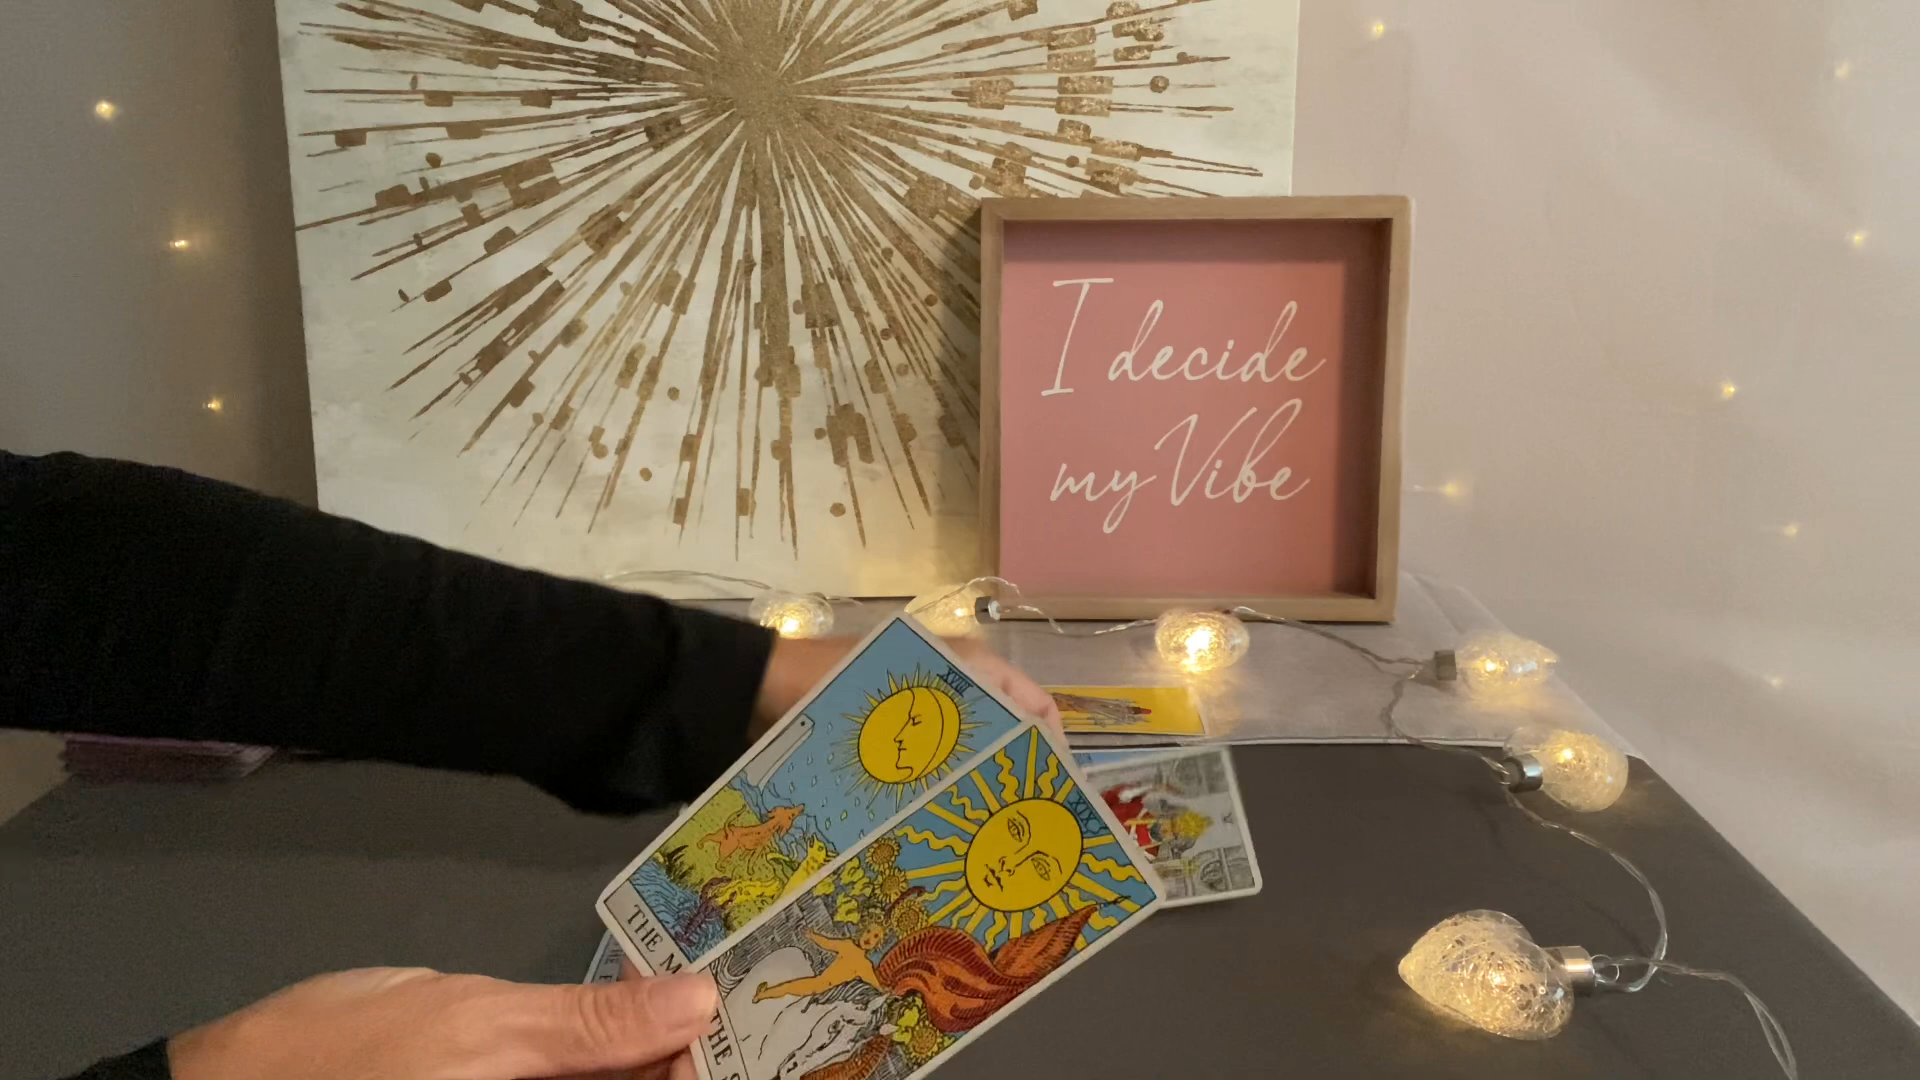 I decide
my Vibe
XVIII
XIX
THE M
THE S
V